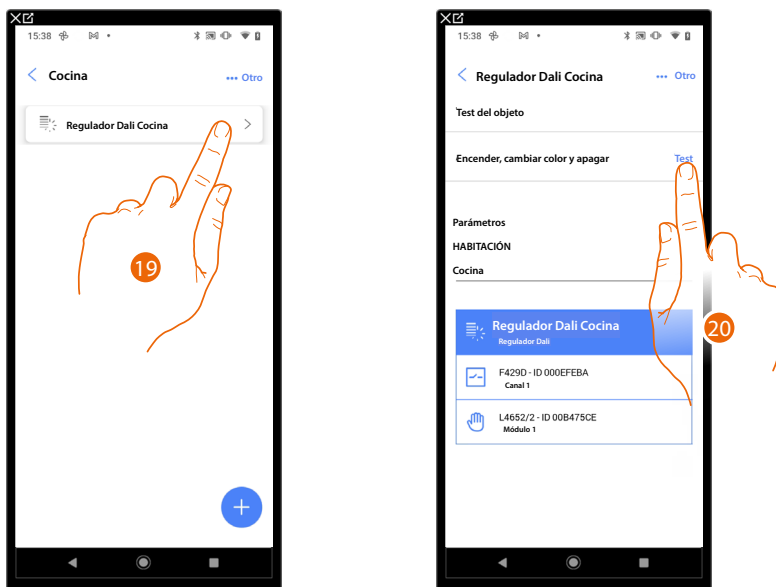 15:38
Cocina
••• Otro
Regulador Dali Cocina
19
15:38
Regulador Dali Cocina
••• Otro
Test del objeto
Encender, cambiar color y apagar
Test
Parámetros
HABITACIÓN
Cocina
Regulador Dali Cocina
Regulador Dali
F429D - ID 000EFEBA
Canal 1
L4652/2 - ID 00B475CE
Módulo 1
20